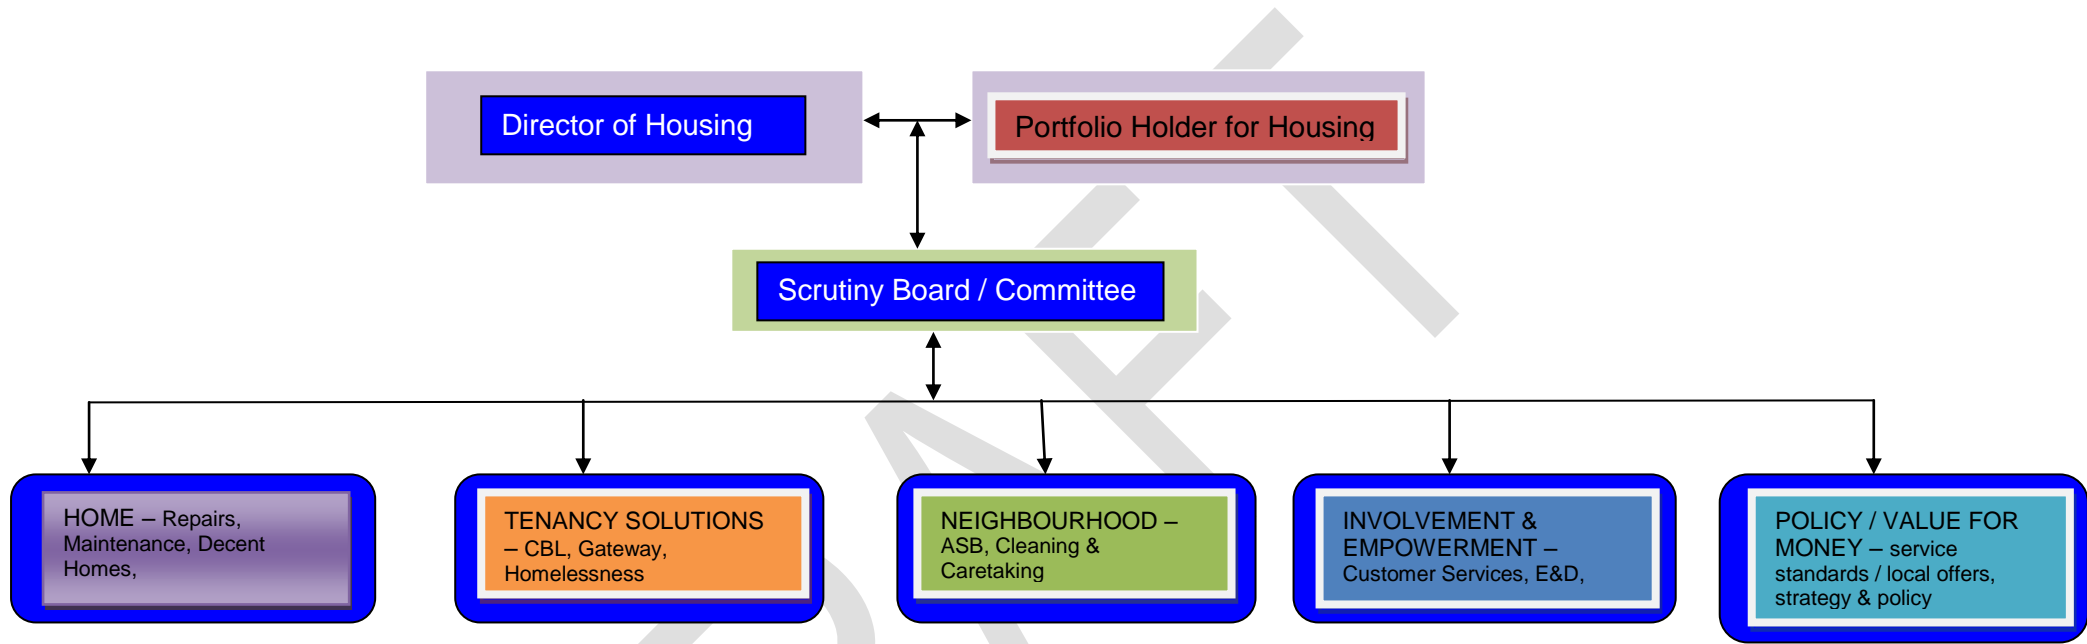 Director of Housing
Portfolio Holder for Housing
Scrutiny Board / Committee
HOME – Repairs,
Maintenance, Decent
Homes,
TENANCY SOLUTIONS
– CBL, Gateway,
Homelessness
NEIGHBOURHOOD –
ASB, Cleaning &
Caretaking
INVOLVEMENT &
EMPOWERMENT –
Customer Services, E&D,
POLICY / VALUE FOR
MONEY – service
standards / local offers,
strategy & policy
DRAFT